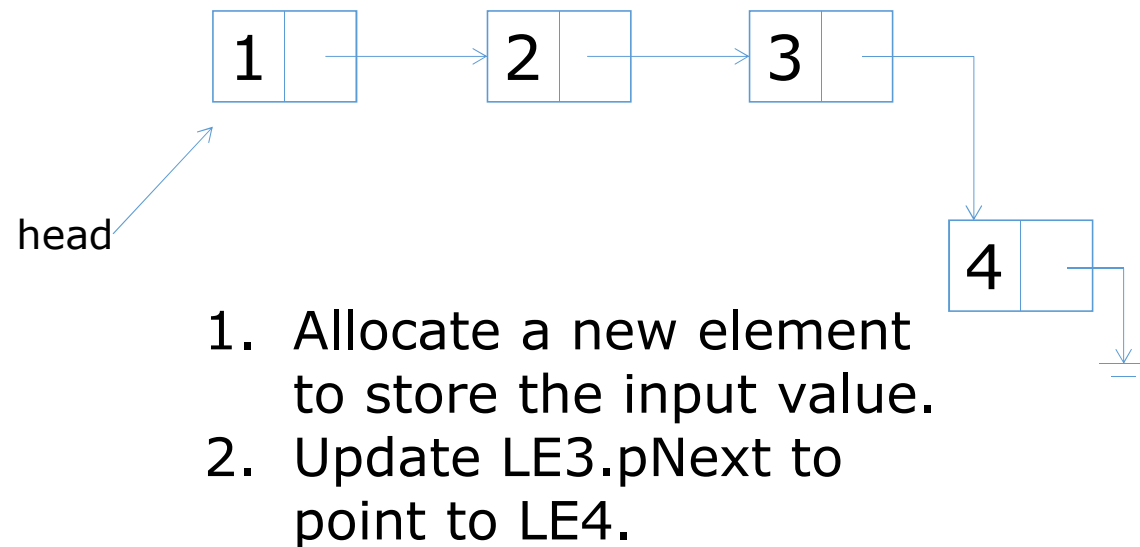 1 2 3
head
4
1. Allocate a new element
to store the input value.
2. Update LE3.pNext to
point to LE4.